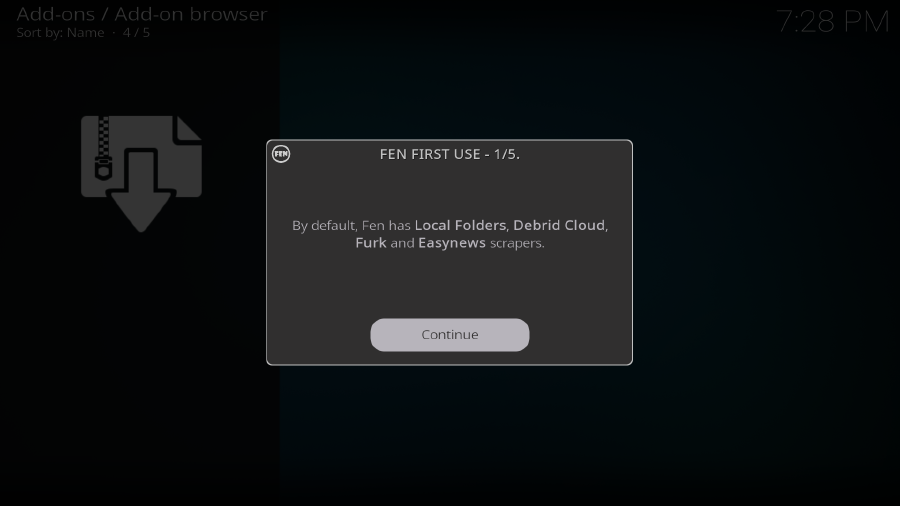 Add-ons / Add-on browser
Sort by: Name · 4 / 5
7:28 PM
FEN
FEN FIRST USE - 1/5.
By default, Fen has Local Folders, Debrid Cloud,
Furk and Easynews scrapers.
Continue